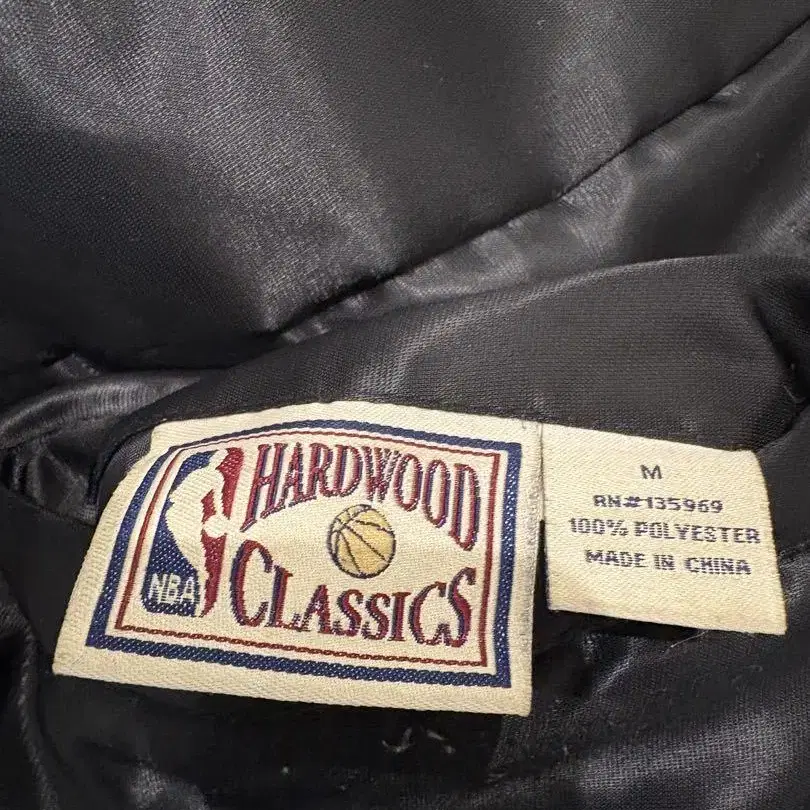 HARDWOOD
CLASSICS
NBA
M
RN#135969
100% POLYESTER
MADE IN CHINA